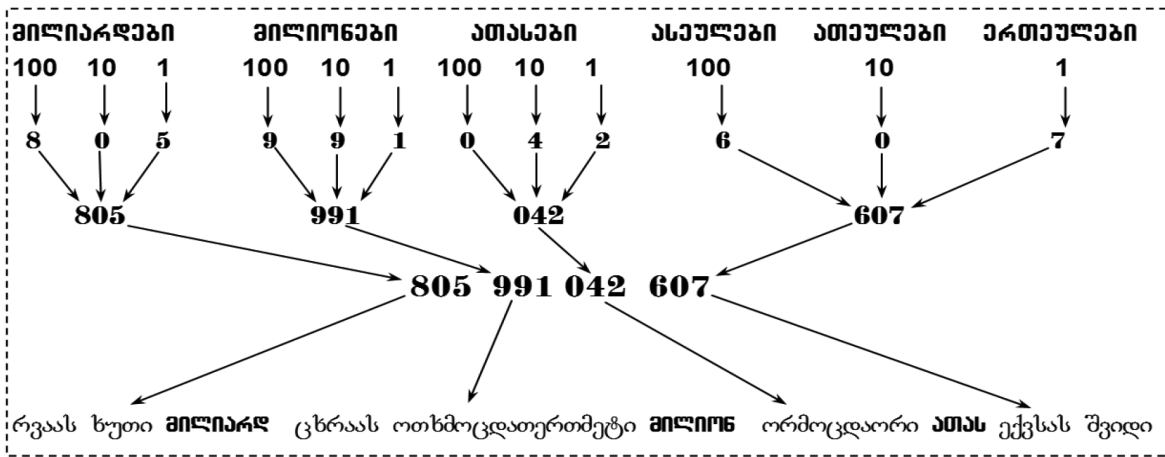 მილიარდები მილიონები ათასები ასეულები ათეულები ერთეულები
100 10 1 100 10 1 100 10 1 100 10 1
8 0 5 9 9 1 0 4 2 6 0 7
805 991 042 607
805 991 042 607
რვაას ხუთი მილიარდ ცხრაას ოთხმოცდათერთმეტი მილიონ ორმოცდაორი ათას ექვსას შვიდი